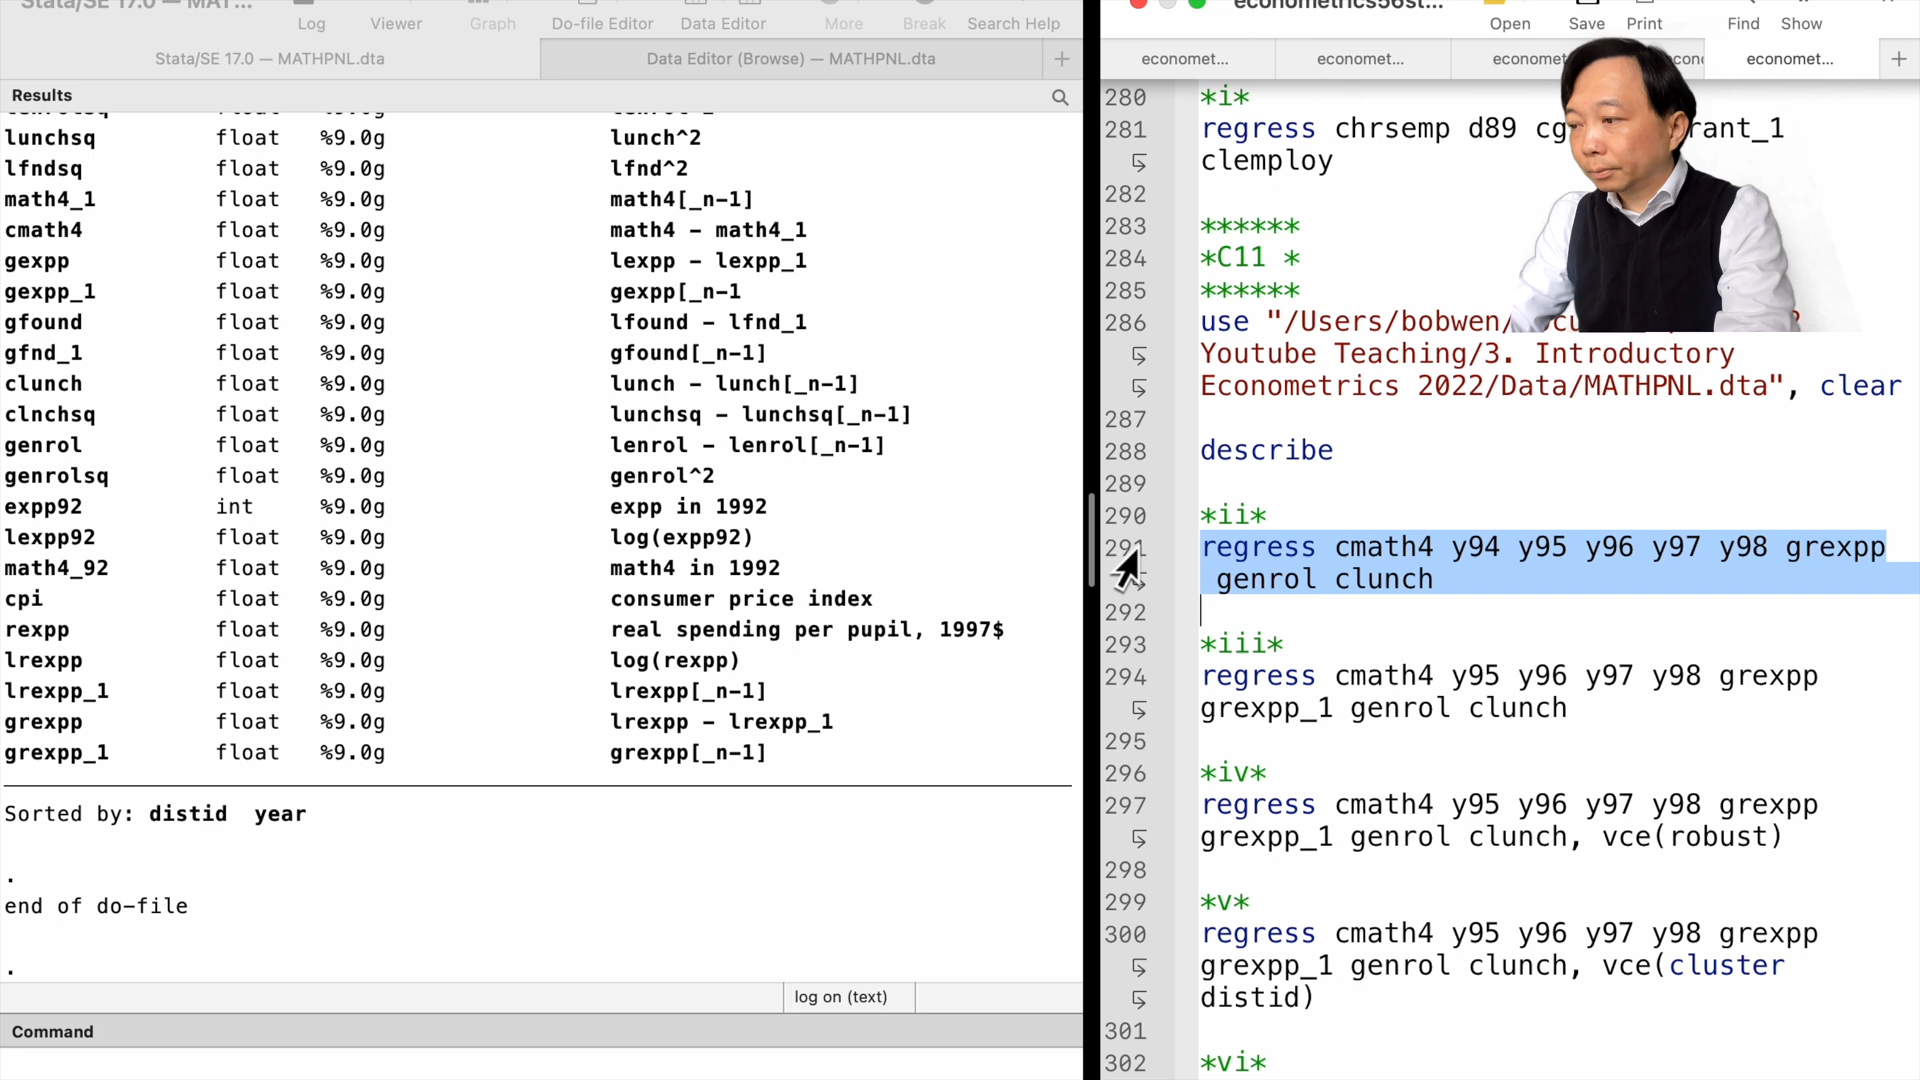 Stata/SE 17.0 — MAT...
Log
Viewer
Graph
Do-file Editor
Data Editor
More
Break
Search Help
Stata/SE 17.0 — MATHPNL.dta
Data Editor (Browse) — MATHPNL.dta
Results
lunchsq float %9.0g lunch^2
lfndsq float %9.0g lfnd^2
math4_1 float %9.0g math4[_n-1]
cmath4 float %9.0g math4 - math4_1
gexpp float %9.0g lexpp - lexpp_1
gexpp_1 float %9.0g gexpp[_n-1
gfound float %9.0g lfound - lfnd_1
gfnd_1 float %9.0g gfound[_n-1]
clunch float %9.0g lunch - lunch[_n-1]
clnchsq float %9.0g lunchsq - lunchsq[_n-1]
genrol float %9.0g lenrol - lenrol[_n-1]
genrolsq float %9.0g genrol^2
expp92 int %9.0g expp in 1992
lexpp92 float %9.0g log(expp92)
math4_92 float %9.0g math4 in 1992
cpi float %9.0g consumer price index
rexpp float %9.0g real spending per pupil, 1997$
lrexpp float %9.0g log(rexpp)
lrexpp_1 float %9.0g lrexpp[_n-1]
grexpp float %9.0g lrexpp - lrexpp_1
grexpp_1 float %9.0g grexpp[_n-1]
Sorted by: distid year
.
end of do-file
.
log on (text)
Command
econometrics56st...
Open
Save
Print
Find
Show
economet...
economet...
economet
econ
economet...
280 *i*
281 regress chrsemp d89 cg rant_1
clemploy
282
283 ******
284 *C11 *
285 ******
286 use "/Users/bobwen/
Youtube Teaching/3. Introductory
Econometrics 2022/Data/MATHPNL.dta", clear
287
288 describe
289
290 *ii*
291 regress cmath4 y94 y95 y96 y97 y98 grexpp
genrol clunch
292
293 *iii*
294 regress cmath4 y95 y96 y97 y98 grexpp
grexpp_1 genrol clunch
295
296 *iv*
297 regress cmath4 y95 y96 y97 y98 grexpp
grexpp_1 genrol clunch, vce(robust)
298
299 *v*
300 regress cmath4 y95 y96 y97 y98 grexpp
grexpp_1 genrol clunch, vce(cluster
distid)
301
302 *vi*